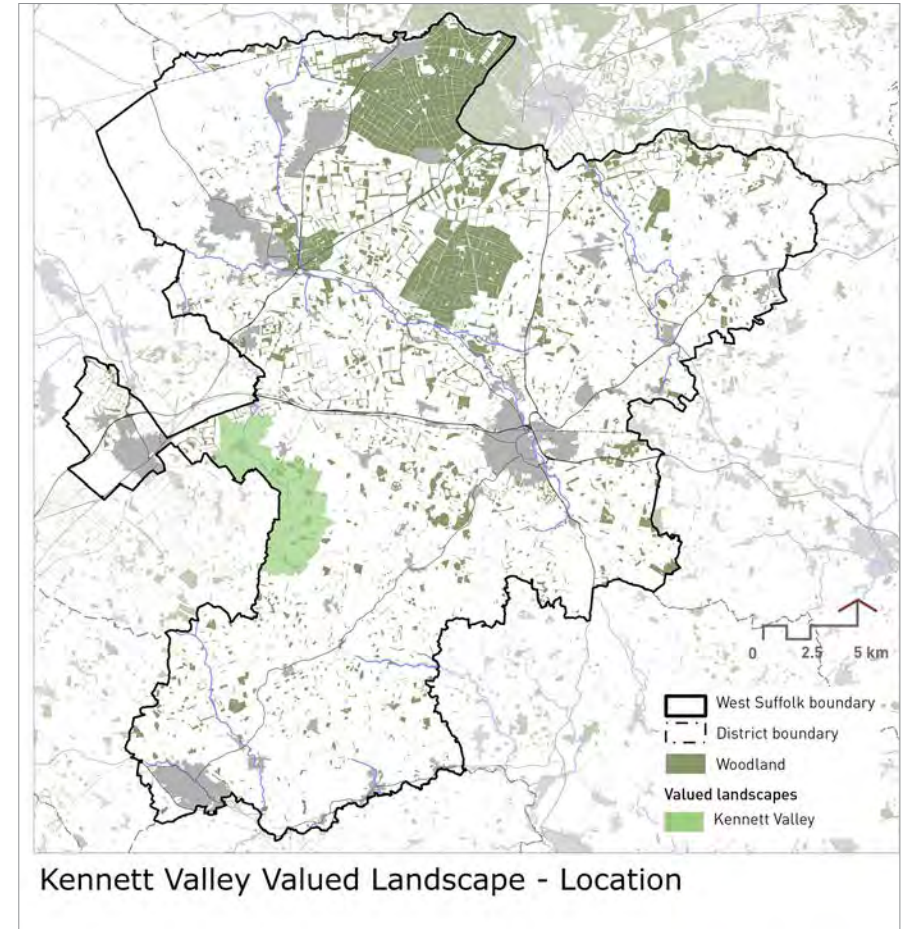 0 2.5 5 km
West Suffolk boundary
District boundary
Woodland
Valued landscapes
Kennett Valley
Kennett Valley Valued Landscape - Location